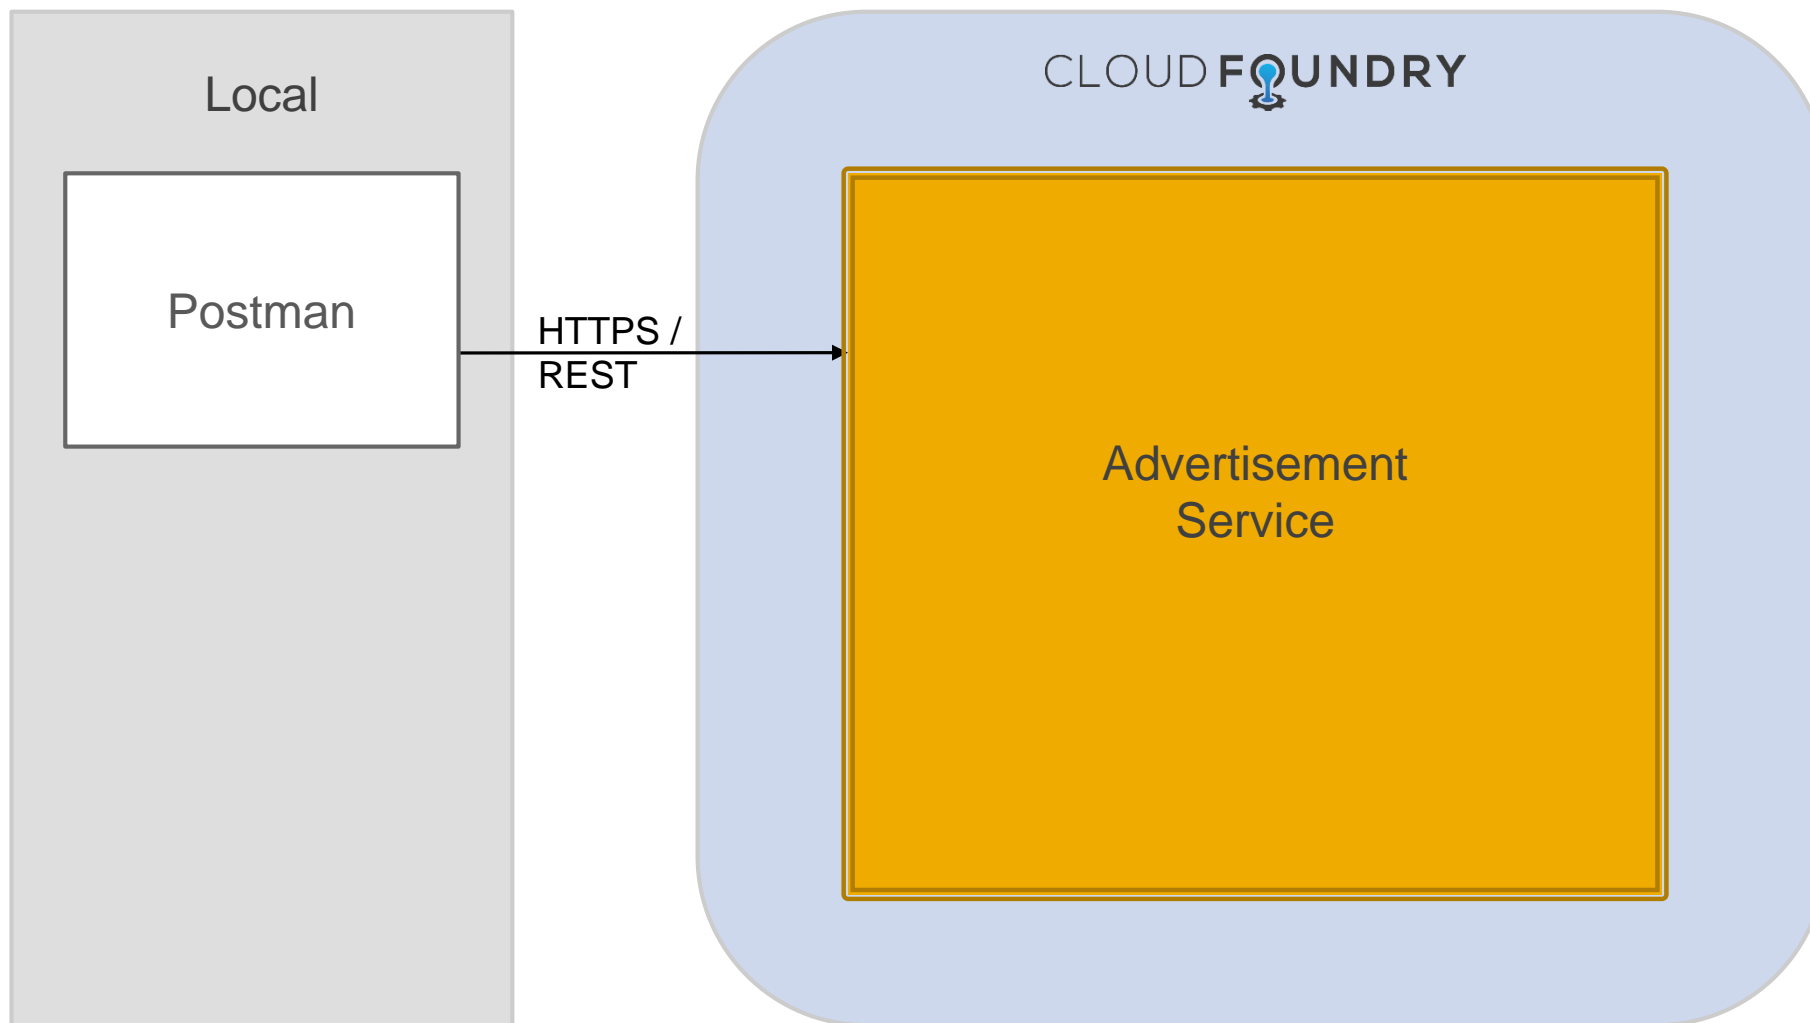 Local
CLOUD FOUNDRY
Postman
HTTPS /
REST
Advertisement
Service